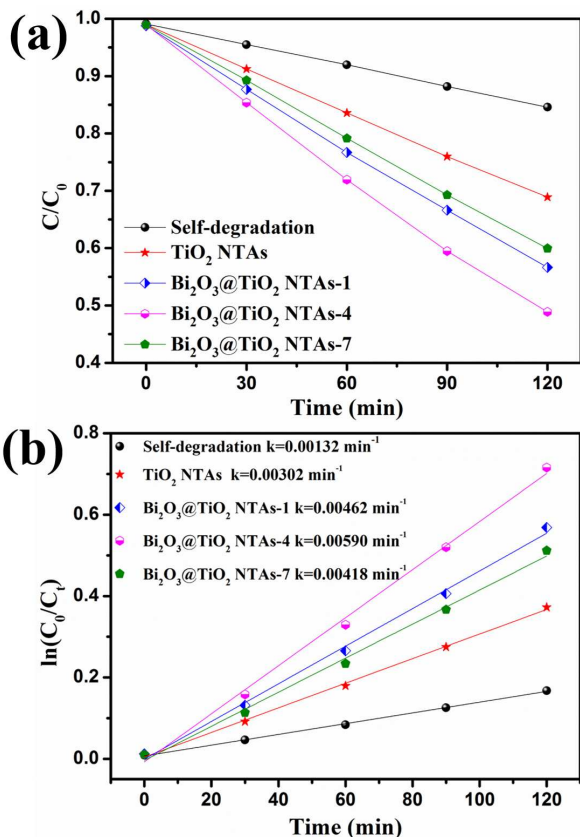 (a)
1.0
0.9
0.8
0.7
0.6
0.5
0.4
C/C₀
Self-degradation
TiO₂ NTAs
Bi₂O₃@TiO₂ NTAs-1
Bi₂O₃@TiO₂ NTAs-4
Bi₂O₃@TiO₂ NTAs-7
0 30 60 90 120
Time (min)
(b)
0.8
0.6
0.4
0.2
0.0
ln(C₀/Cₜ)
Self-degradation k=0.00132 min⁻¹
TiO₂ NTAs k=0.00302 min⁻¹
Bi₂O₃@TiO₂ NTAs-1 k=0.00462 min⁻¹
Bi₂O₃@TiO₂ NTAs-4 k=0.00590 min⁻¹
Bi₂O₃@TiO₂ NTAs-7 k=0.00418 min⁻¹
0 20 40 60 80 100 120
Time (min)